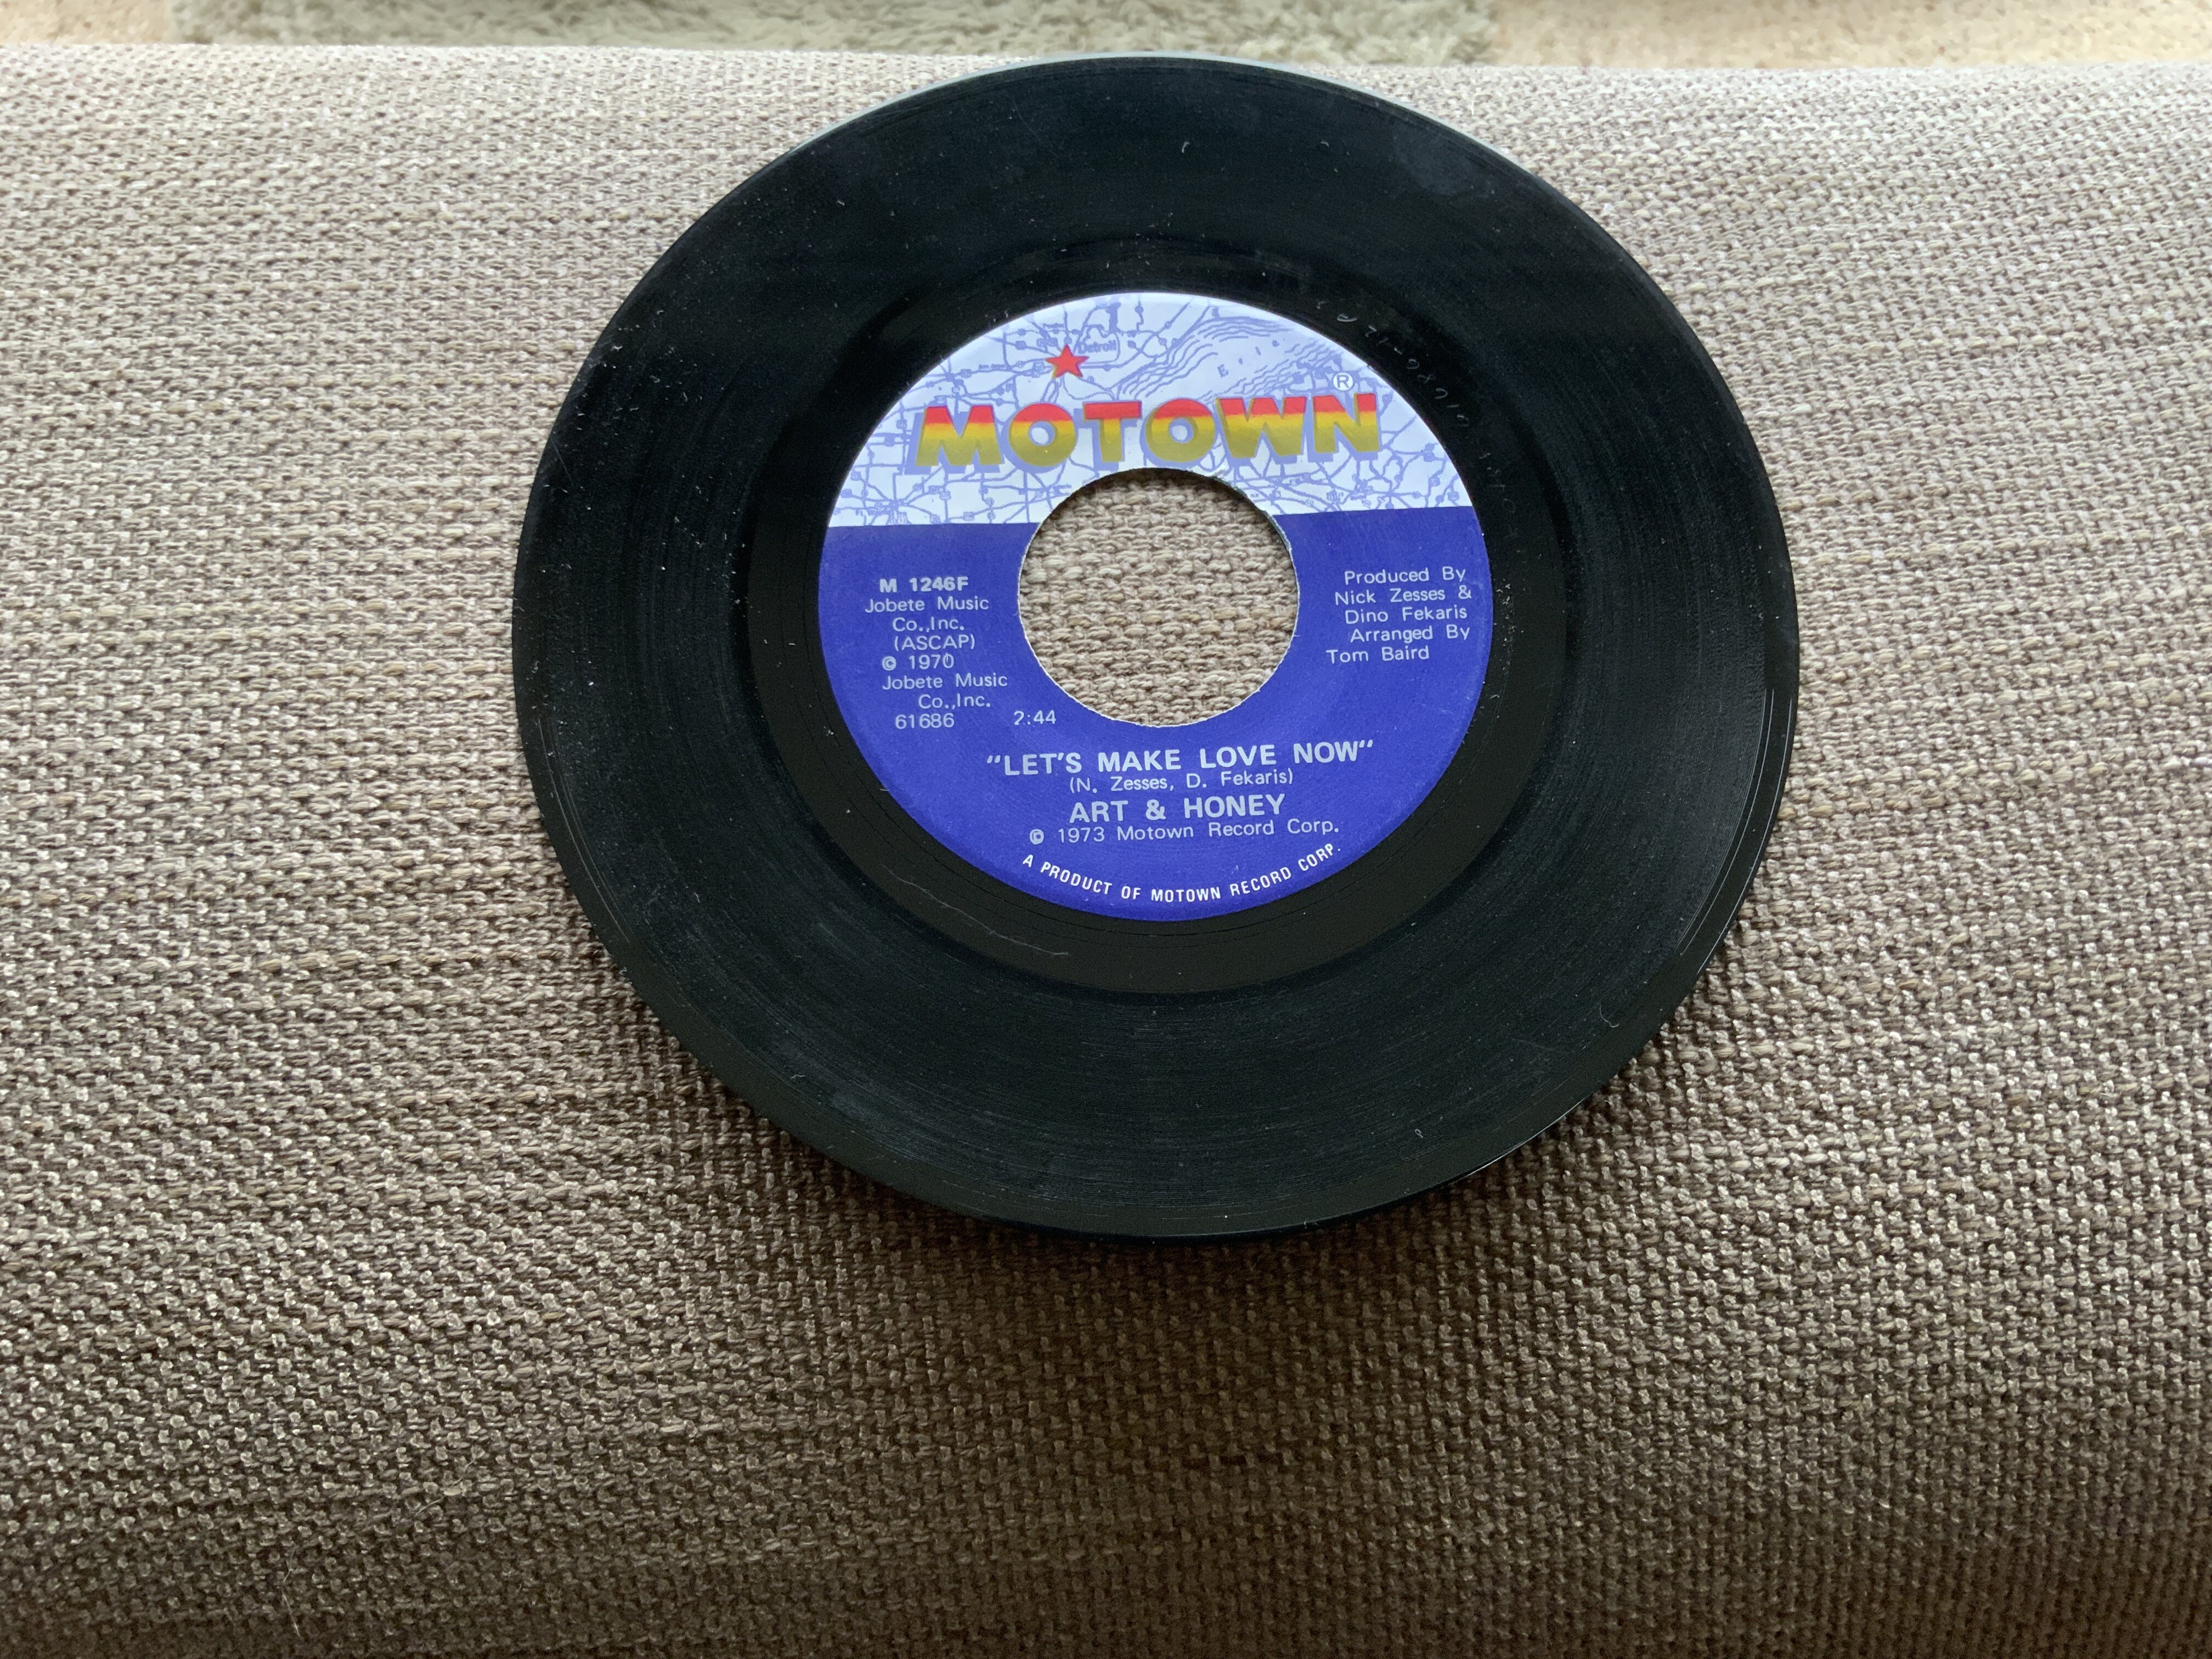 Detroit
Erie
MOTOWN®
M 1246F
Jobete Music
Co.,Inc.
(ASCAP)
© 1970
Jobete Music
Co.,Inc.
61686 2:44
Produced By
Nick Zesses &
Dino Fekaris
Arranged By
Tom Baird
"LET'S MAKE LOVE NOW"
(N. Zesses, D. Fekaris)
ART & HONEY
℗ 1973 Motown Record Corp.
A PRODUCT OF MOTOWN RECORD CORP.